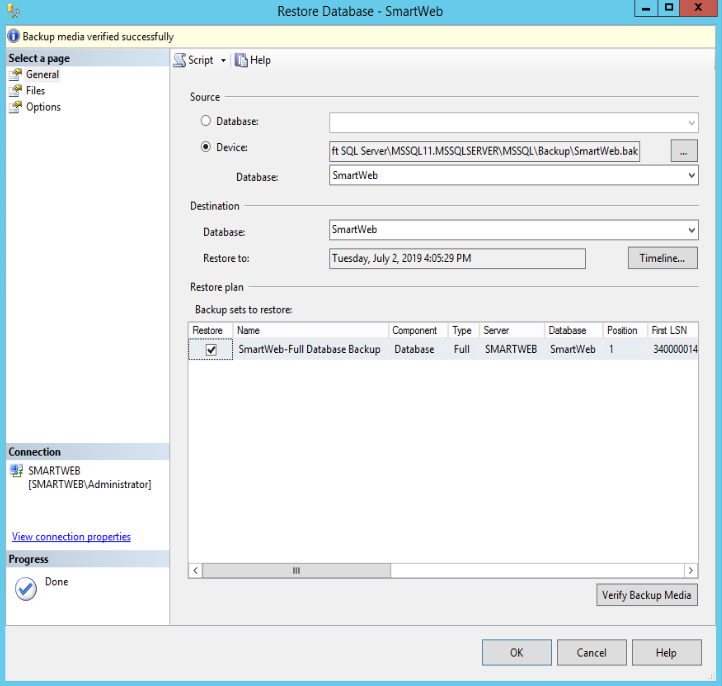 Restore Database - SmartWeb
Backup media verified successfully
Select a page
General
Files
Options
Script
Help
Source
Database:
Device:
ft SQL Server\MSSQL11.MSSQLSERVER\MSSQL\Backup\SmartWeb.bak
...
Database:
SmartWeb
Destination
Database:
SmartWeb
Restore to:
Tuesday, July 2, 2019 4:05:29 PM
Timeline...
Restore plan
Backup sets to restore:
Restore Name Component Type Server Database Position First LSN
SmartWeb-Full Database Backup Database Full SMARTWEB SmartWeb 1 340000014
Connection
SMARTWEB
[SMARTWEB\Administrator]
View connection properties
Progress
Done
Verify Backup Media
OK Cancel Help